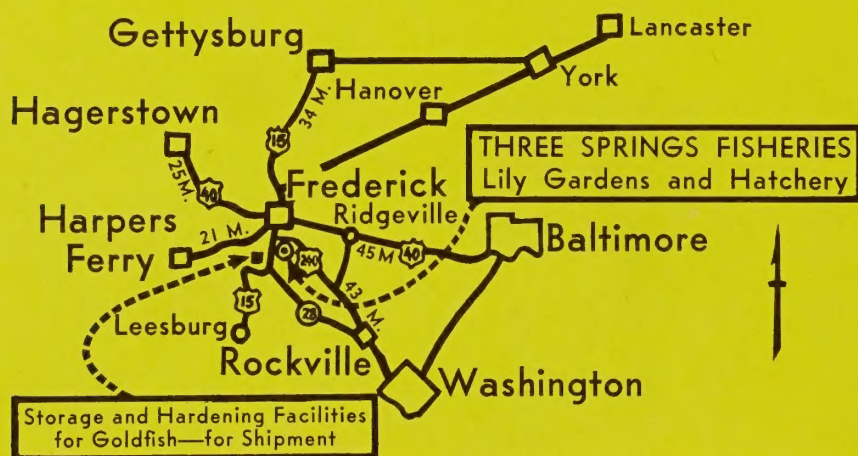 Lancaster
Gettysburg
York
Hanover
34 M.
15
Hagerstown
25 M.
40
THREE SPRINGS FISHERIES
Lily Gardens and Hatchery
Frederick
Ridgeville
Harpers
Ferry
21 M.
45 M
40
Baltimore
240
43 M.
15
28
Leesburg
Rockville
Washington
Storage and Hardening Facilities
for Goldfish—for Shipment